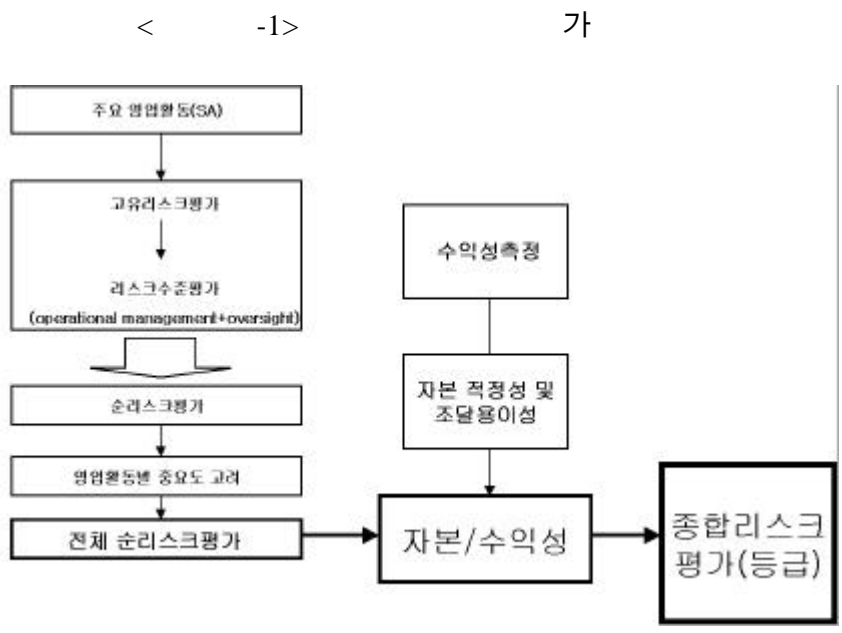 < -1> 가
주요 영업활동(SA)
고유리스크평가
리스크수준평가
(operational management+oversight)
순리스크평가
영업활동별 중요도 고려
전체 순리스크평가
수익성측정
자본 적정성 및
조달용이성
자본/수익성
종합리스크
평가(등급)